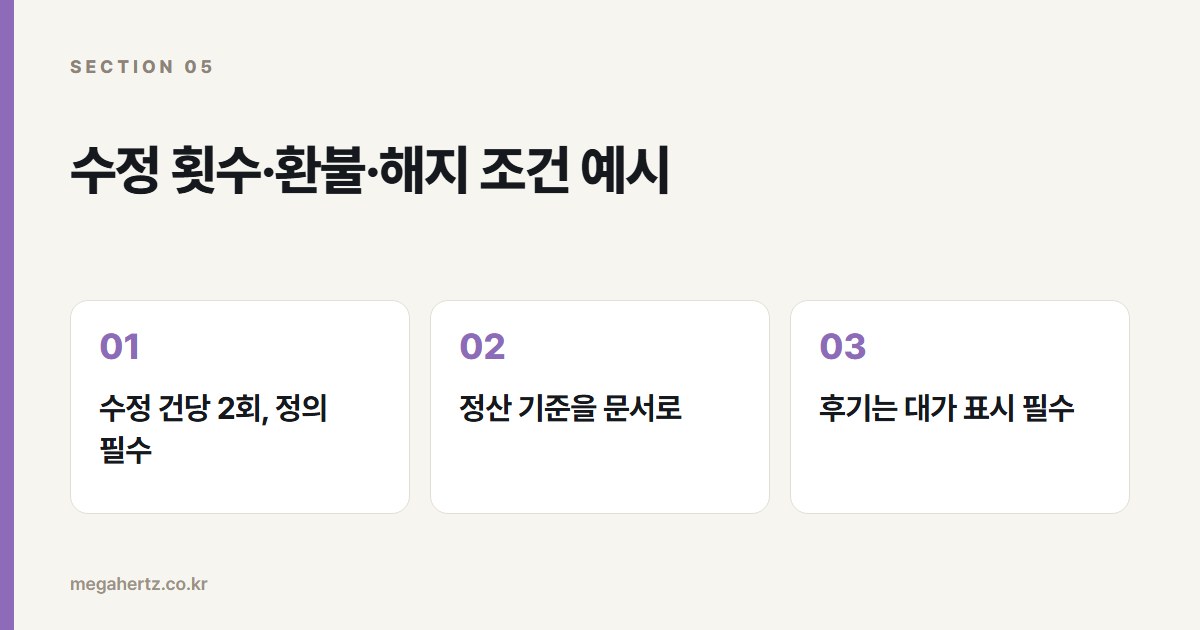 SECTION 05
수정 횟수·환불·해지 조건 예시
01
수정 건당 2회, 정의
필수
02
정산 기준을 문서로
03
후기는 대가 표시 필수
megahertz.co.kr